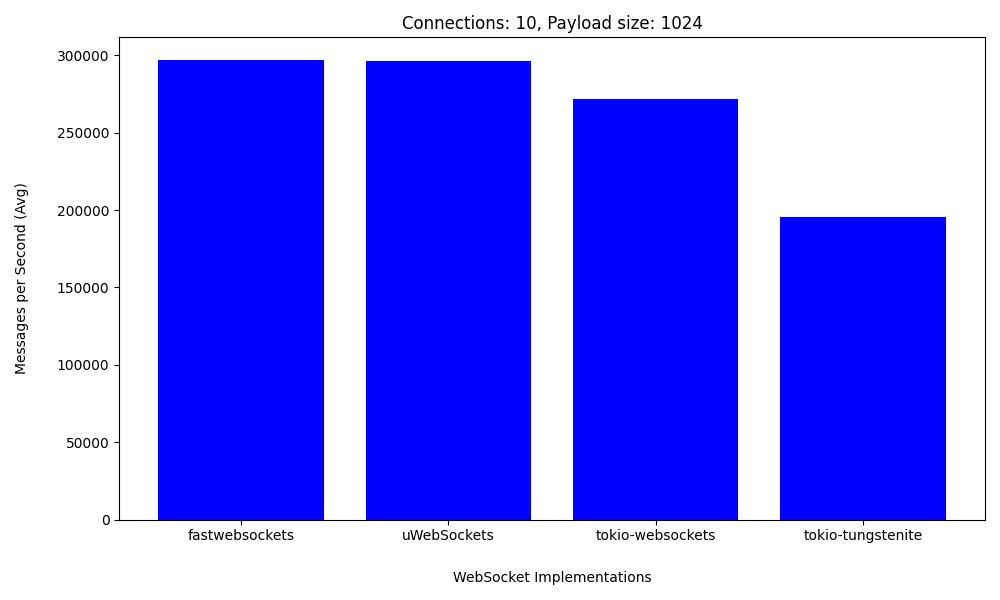 Connections: 10, Payload size: 1024
Messages per Second (Avg)
300000
250000
200000
150000
100000
50000
0
fastwebsockets uWebSockets tokio-websockets tokio-tungstenite
WebSocket Implementations